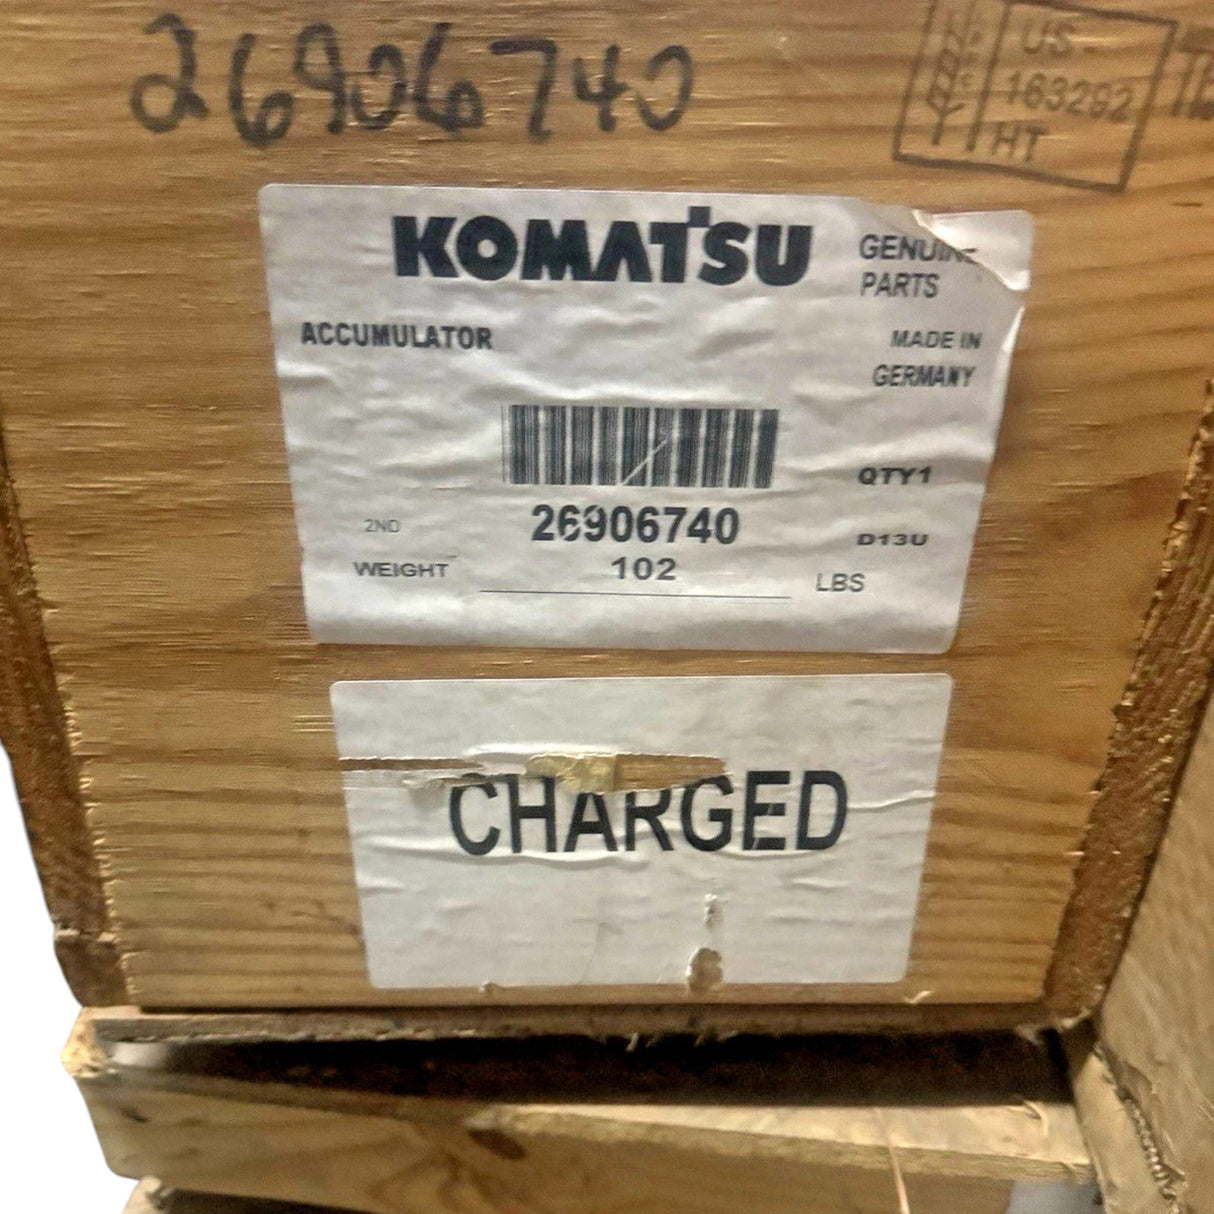 26906740
US -
163292
HT
KOMATSU
GENUINE
PARTS
ACCUMULATOR
MADE IN
GERMANY
QTY1
26906740
2ND
D13U
WEIGHT
102
LBS
CHARGED